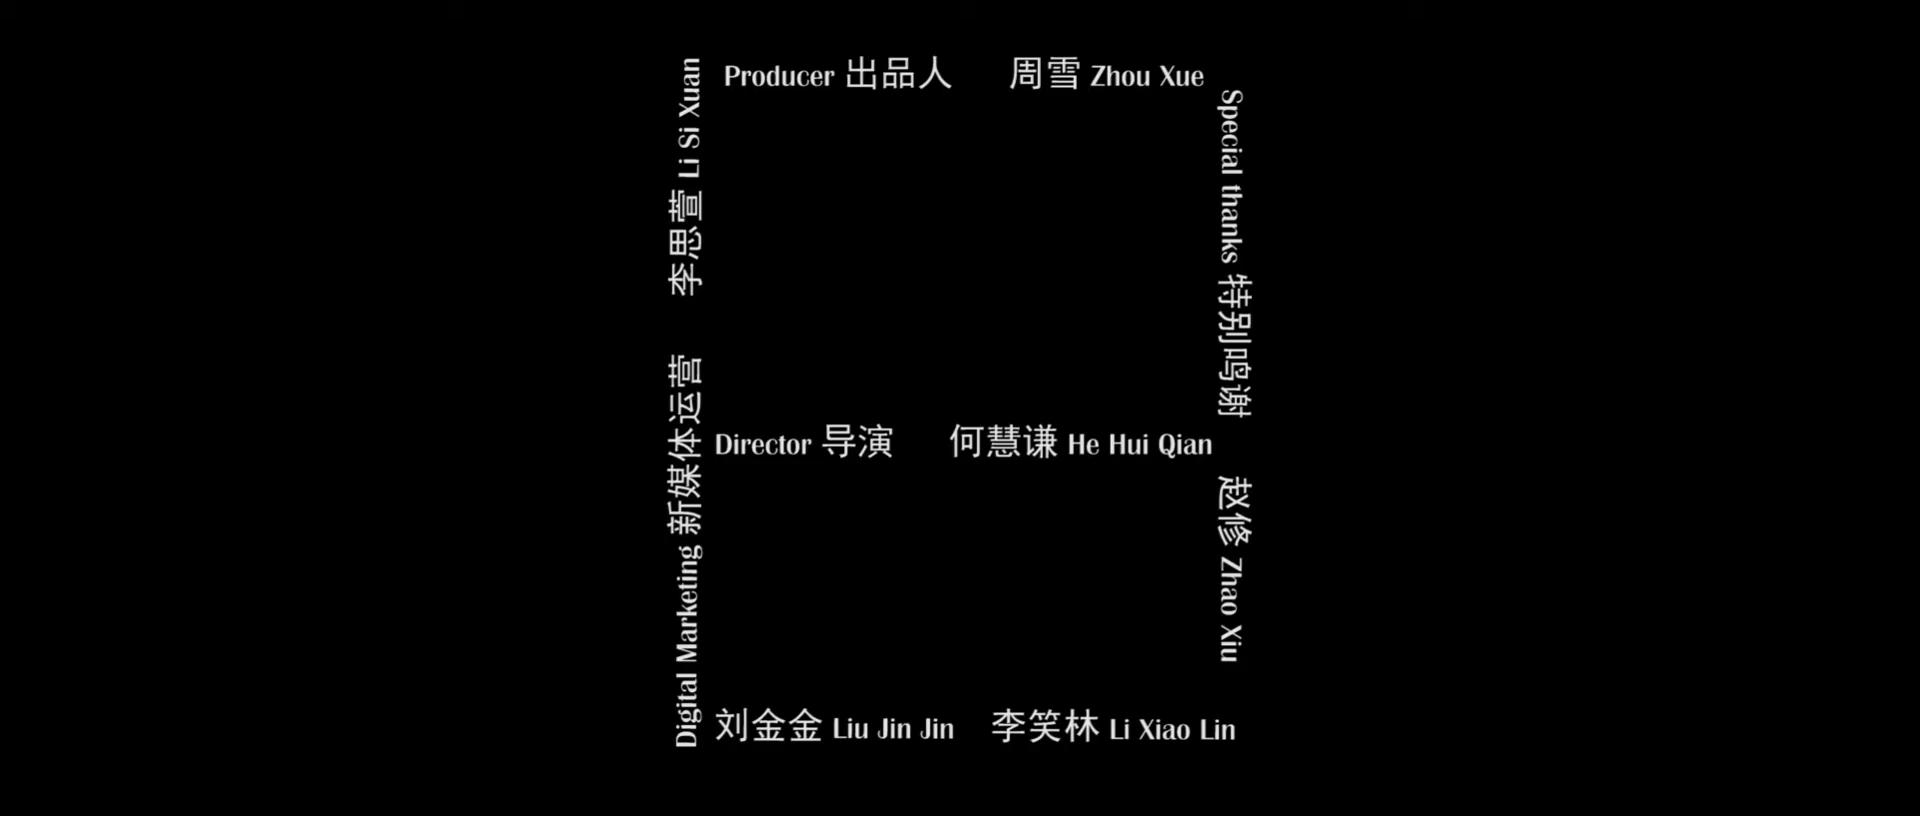 Producer 出品人 周雪 Zhou Xue
Digital Marketing 新媒体运营 李思萱 Li Si Xuan
Special thanks 特别鸣谢 赵修 Zhao Xiu
Director 导演 何慧谦 He Hui Qian
刘金金 Liu Jin Jin 李笑林 Li Xiao Lin